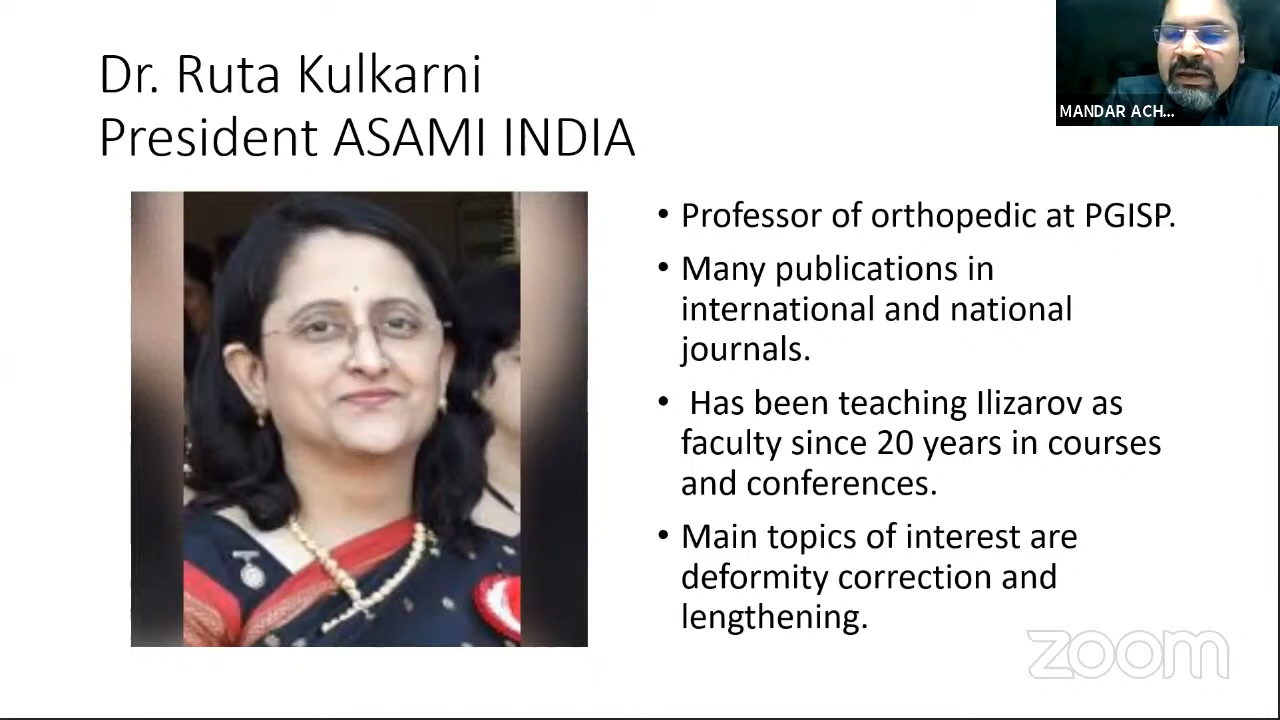 Dr. Ruta Kulkarni
President ASAMI INDIA
MANDAR ACH...
• Professor of orthopedic at PGISP.
• Many publications in
international and national
journals.
• Has been teaching Ilizarov as
faculty since 20 years in courses
and conferences.
• Main topics of interest are
deformity correction and
lengthening.
zoom